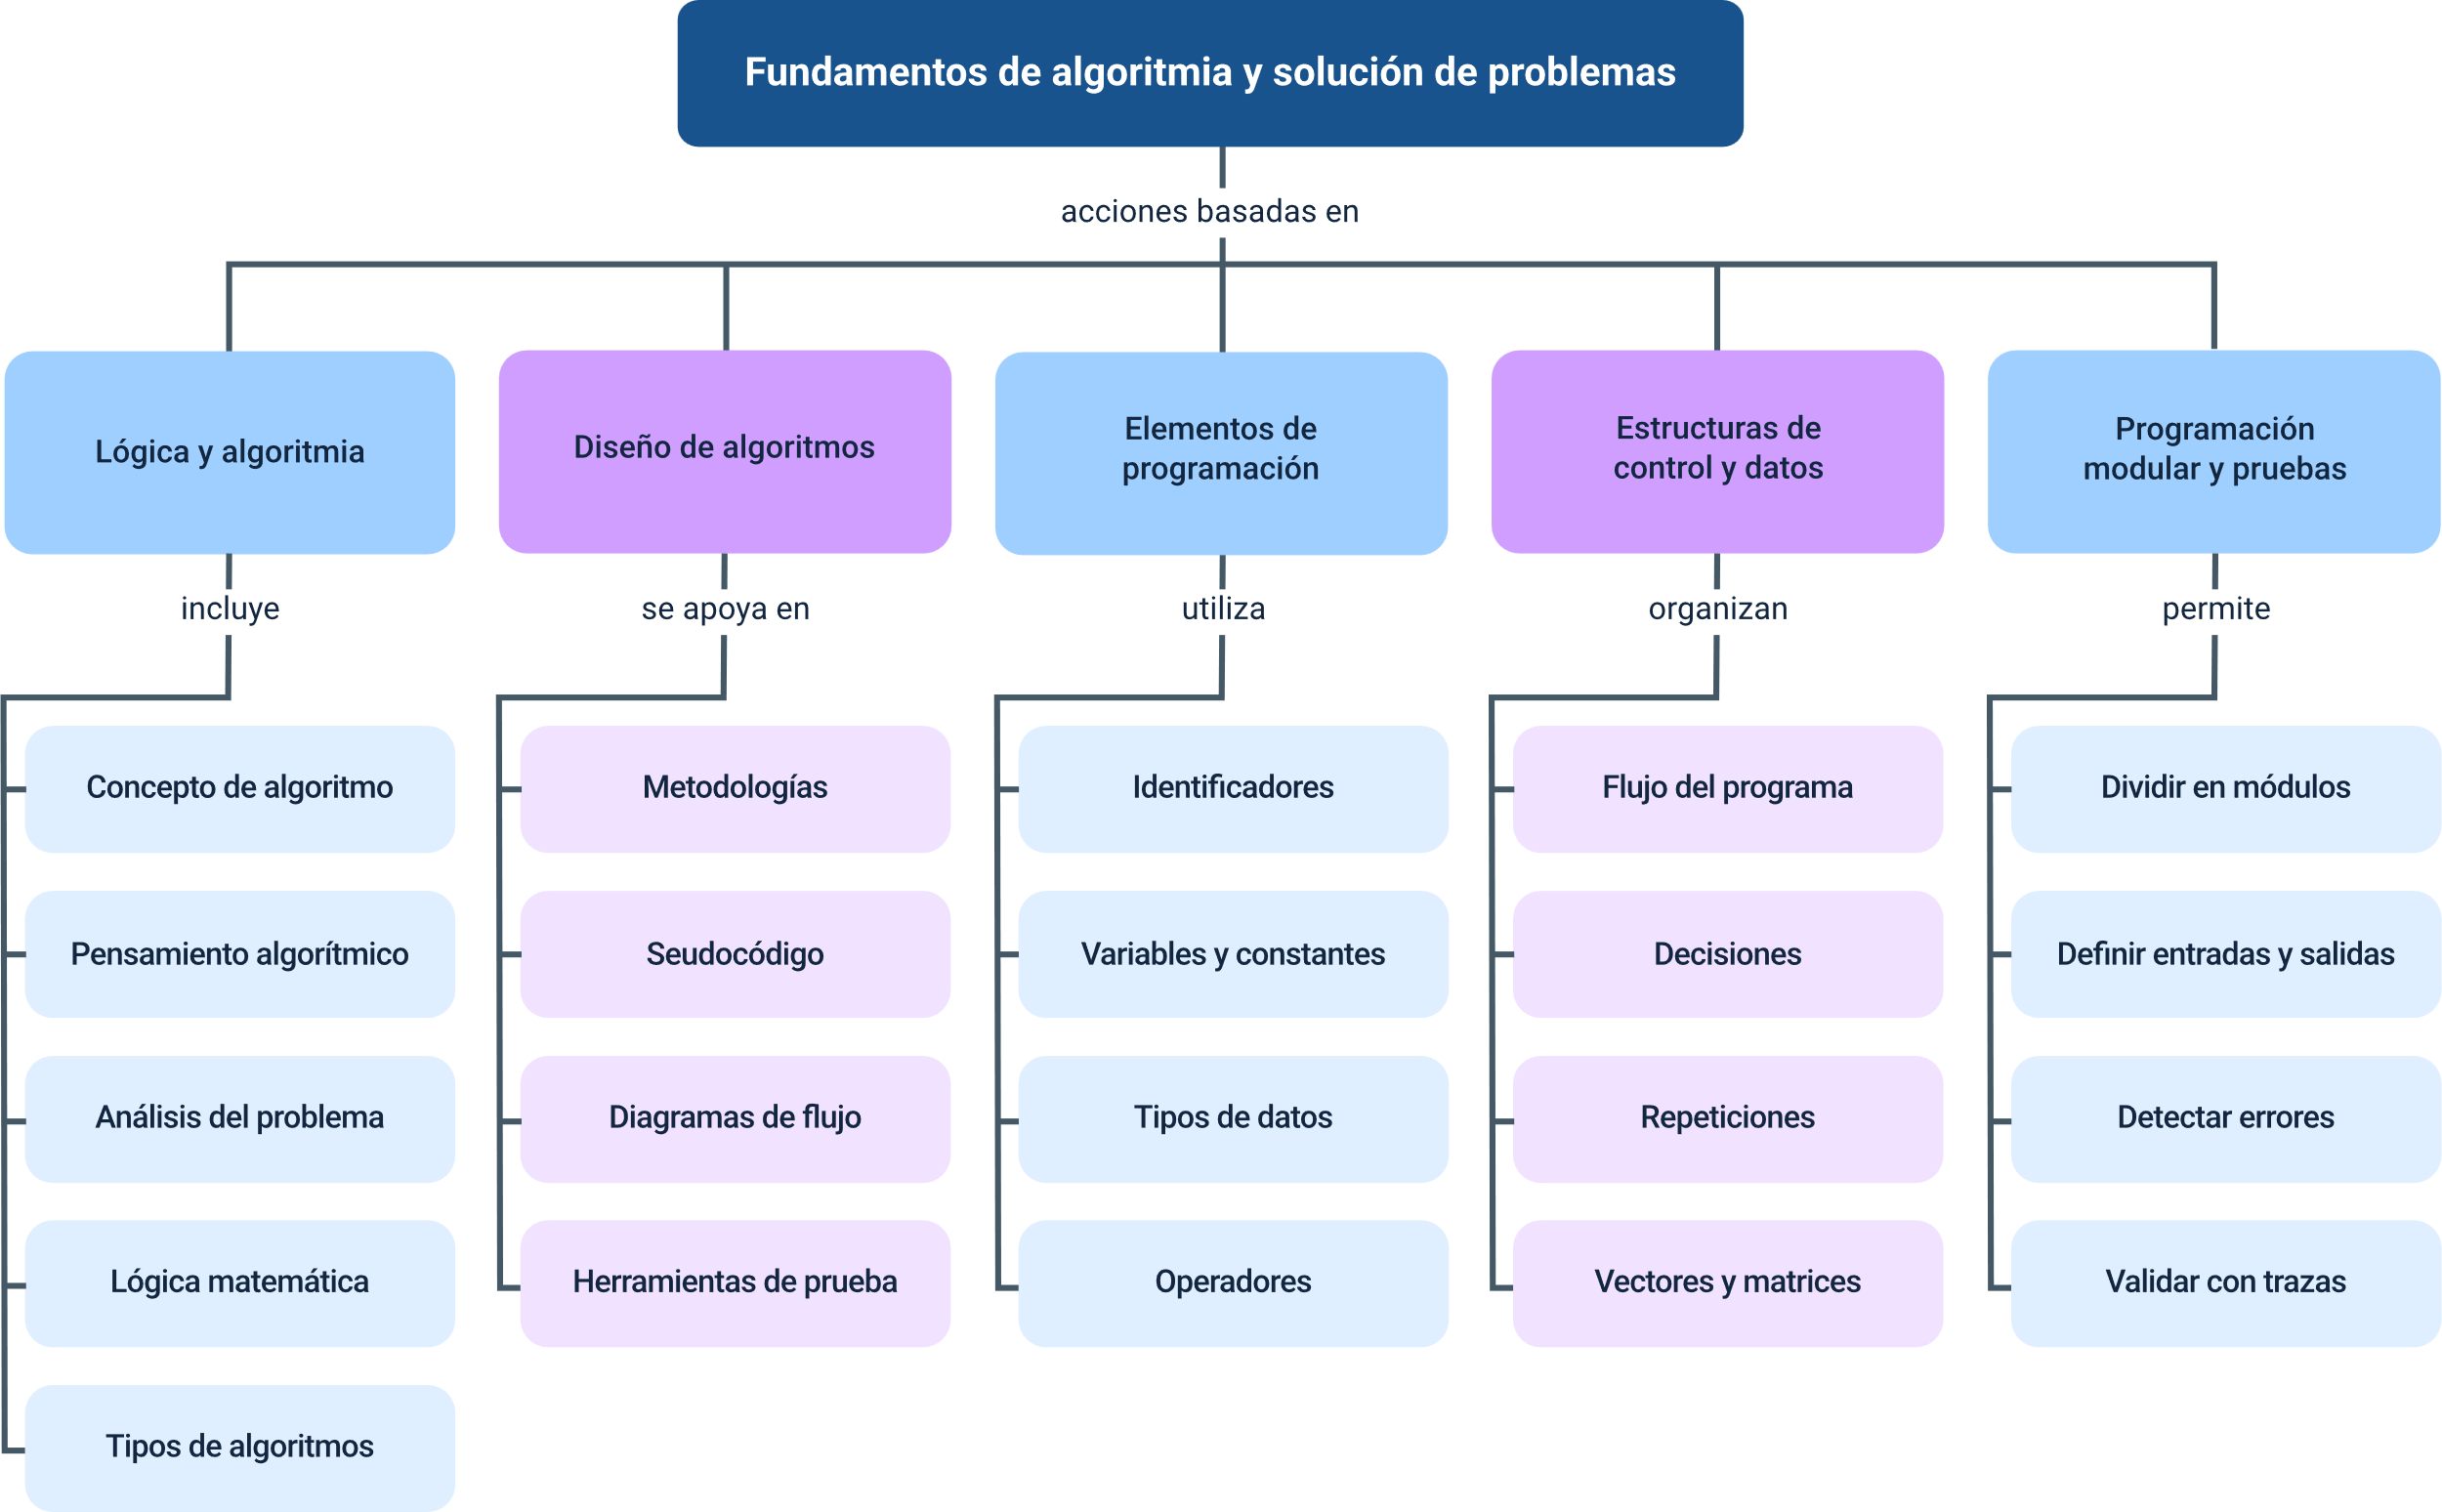 Fundamentos de algoritmia y solución de problemas
acciones basadas en
Lógica y algoritmia
Diseño de algoritmos
Elementos de
programación
Estructuras de
control y datos
Programación
modular y pruebas
incluye
se apoya en
utiliza
organizan
permite
Concepto de algoritmo
Pensamiento algorítmico
Análisis del problema
Lógica matemática
Tipos de algoritmos
Metodologías
Seudocódigo
Diagramas de flujo
Herramientas de prueba
Identificadores
Variables y constantes
Tipos de datos
Operadores
Flujo del programa
Decisiones
Repeticiones
Vectores y matrices
Dividir en módulos
Definir entradas y salidas
Detectar errores
Validar con trazas